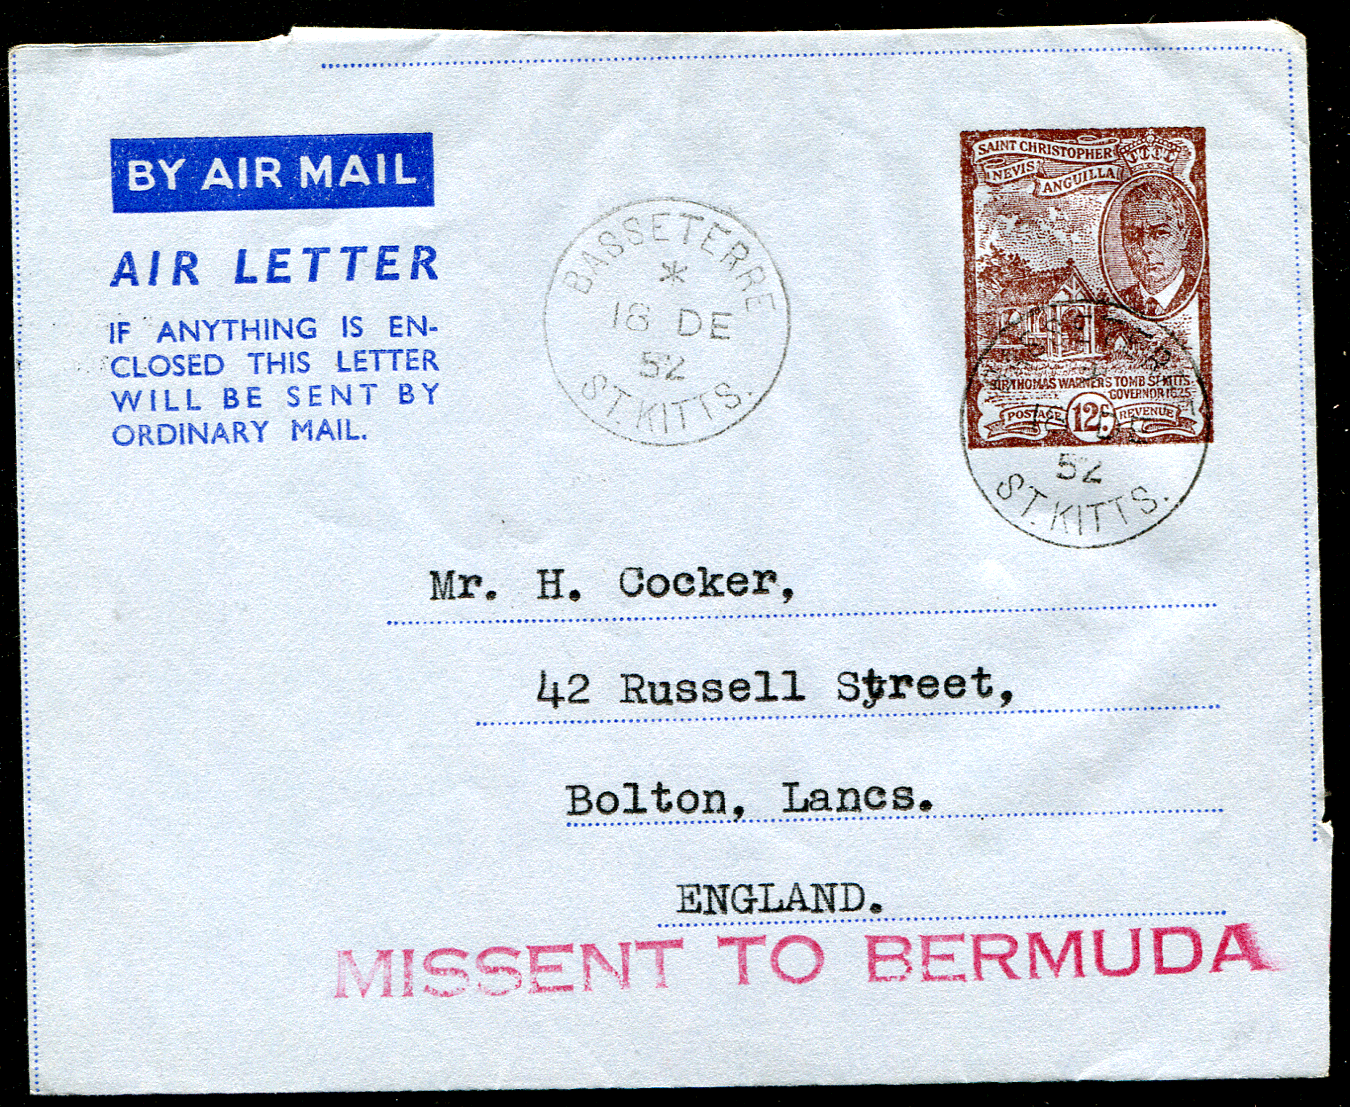 BY AIR MAIL
AIR LETTER
IF ANYTHING IS EN-
CLOSED THIS LETTER
WILL BE SENT BY
ORDINARY MAIL.
BASSETERRE
*
18 DE
52
ST. KITTS.
SAINT CHRISTOPHER
NEVIS
ANGUILLA
SIR THOMAS WARNER'S TOMB ST KITTS
GOVERNOR 1625
POSTAGE 12c REVENUE
52
ST. KITTS.
Mr. H. Cocker,
42 Russell Street,
Bolton, Lancs.
ENGLAND.
MISSENT TO BERMUDA